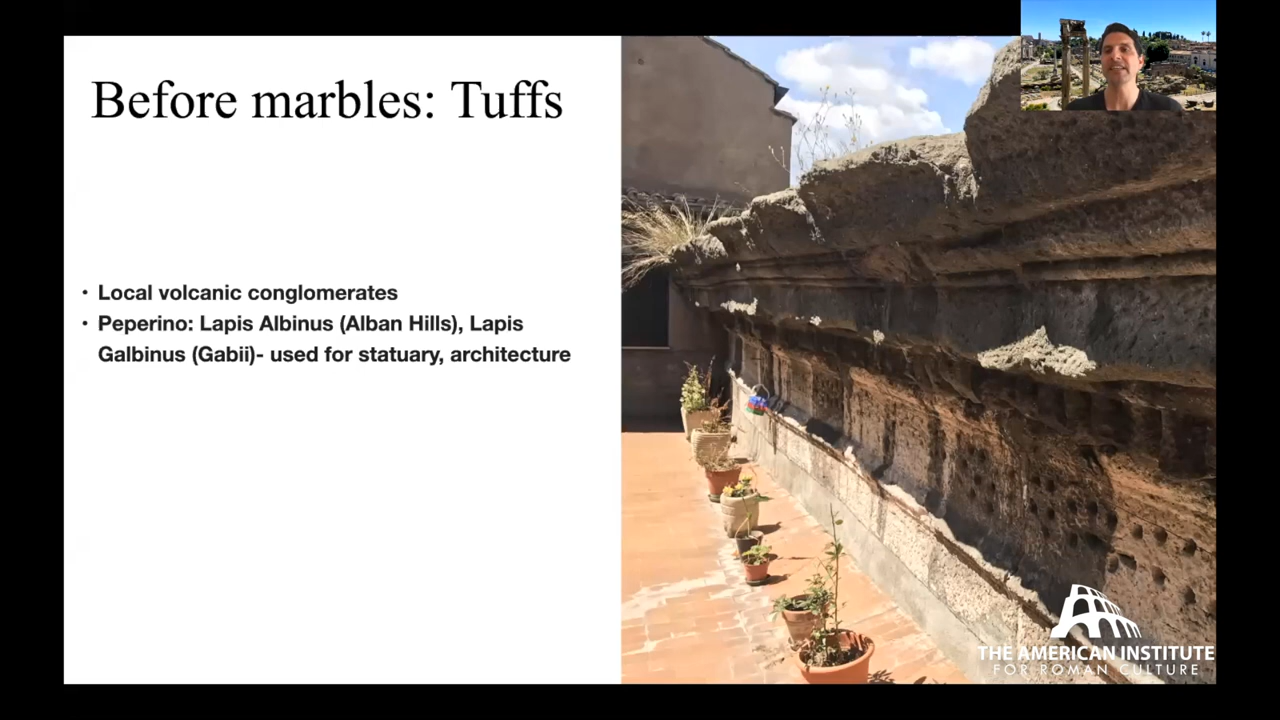 Before marbles: Tuffs
• Local volcanic conglomerates
• Peperino: Lapis Albinus (Alban Hills), Lapis
Galbinus (Gabii)- used for statuary, architecture
THE AMERICAN INSTITUTE
FOR ROMAN CULTURE